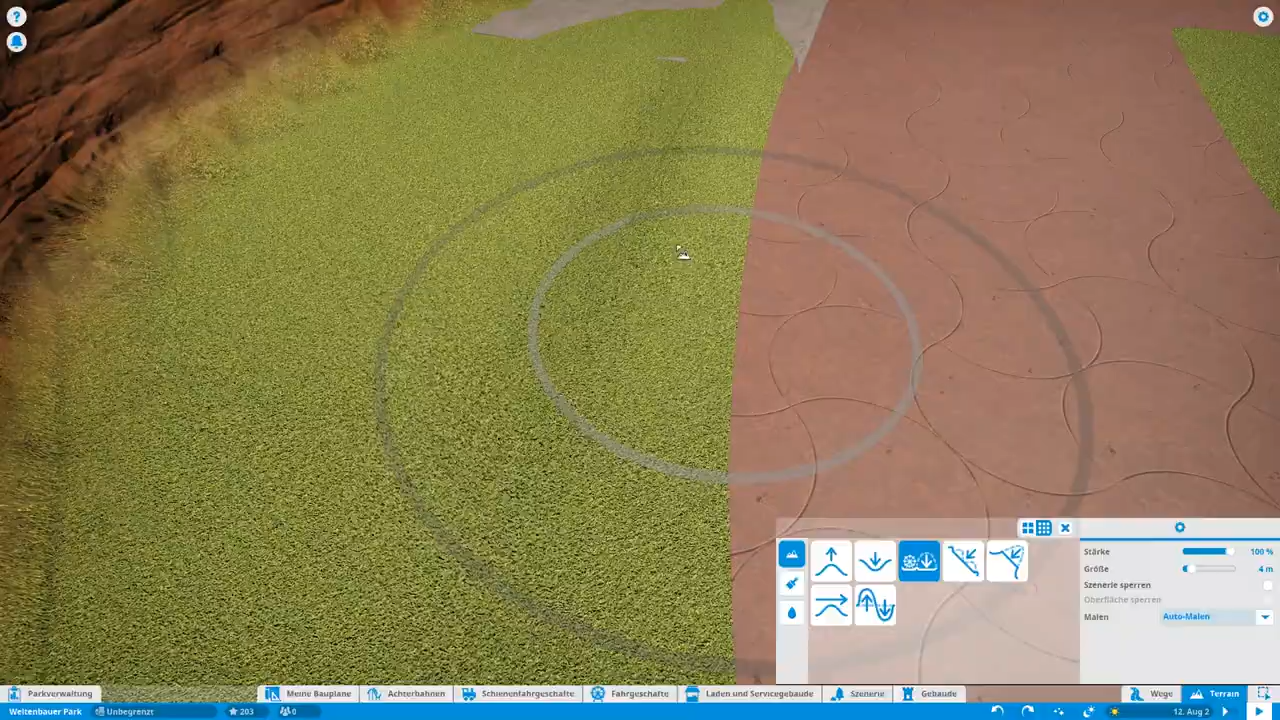 ?
Stärke 100 %
Größe 4 m
Szenerie sperren
Oberfläche sperren
Malen Auto-Malen
Parkverwaltung Meine Baupläne Achterbahnen Schienenfahrgeschäfte Fahrgeschäfte Läden und Servicegebäude Szenerie Gebäude Wege Terrain
Weltenbauer Park Unbegrenzt 203 0 12. Aug 2